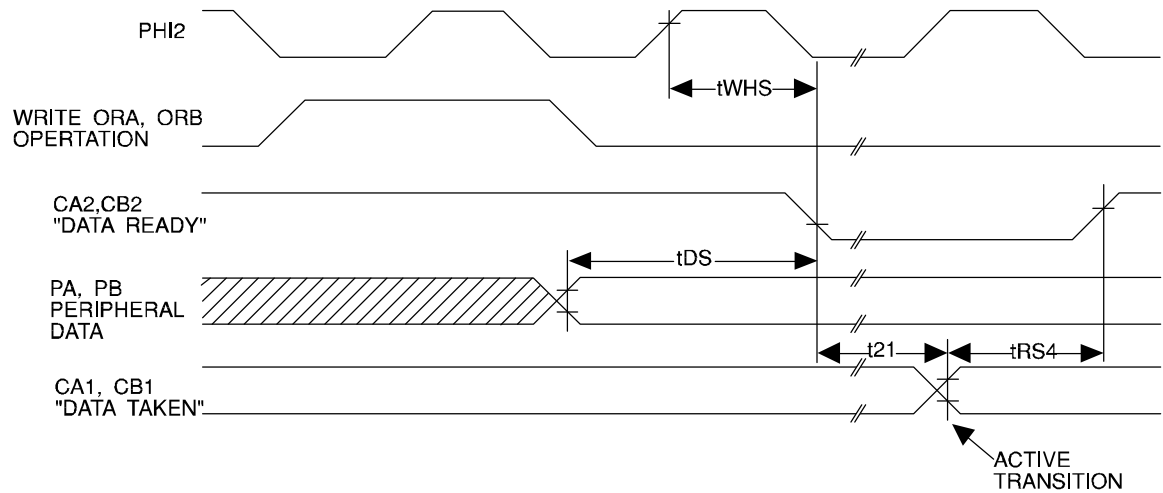 PHI2
tWHS
WRITE ORA, ORB
OPERTATION
CA2,CB2
"DATA READY"
tDS
PA, PB
PERIPHERAL
DATA
t21
tRS4
CA1, CB1
"DATA TAKEN"
ACTIVE
TRANSITION